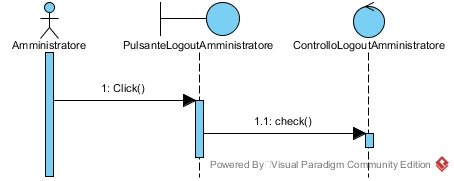 Amministratore
PulsanteLogoutAmministratore
ControlloLogoutAmministratore
1: Click()
1.1: check()
Powered By Visual Paradigm Community Edition